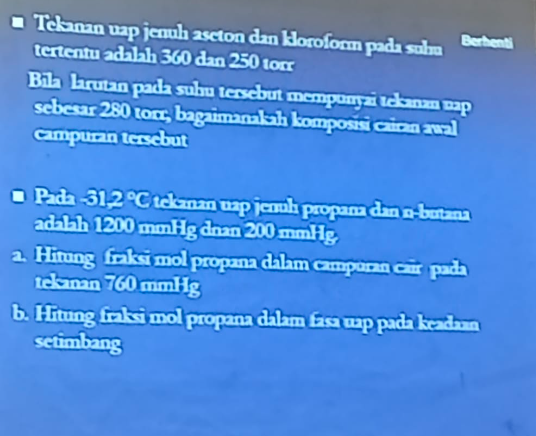 ▪ Tekanan uap jenuh aseton dan kloroform pada suhu
Berhenti
tertentu adalah 360 dan 250 torr
Bila larutan pada suhu tersebut mempunyai tekanan uap
sebesar 280 torr, bagaimanakah komposisi cairan awal
campuran tersebut
▪ Pada -31,2 °C tekanan uap jenuh propana dan n-butana
adalah 1200 mmHg dnan 200 mmHg.
a. Hitung fraksi mol propana dalam campuran cair pada
tekanan 760 mmHg
b. Hitung fraksi mol propana dalam fasa uap pada keadaan
setimbang